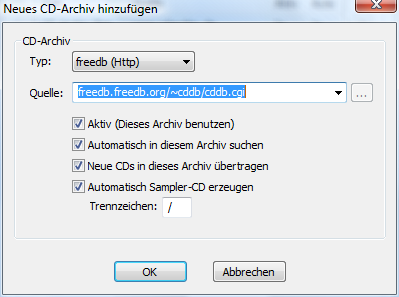 Neues CD-Archiv hinzufügen
CD-Archiv
Typ: freedb (Http)
Quelle: freedb.freedb.org/~cddb/cddb.cgi ...
Aktiv (Dieses Archiv benutzen)
Automatisch in diesem Archiv suchen
Neue CDs in dieses Archiv übertragen
Automatisch Sampler-CD erzeugen
Trennzeichen: /
OK Abbrechen